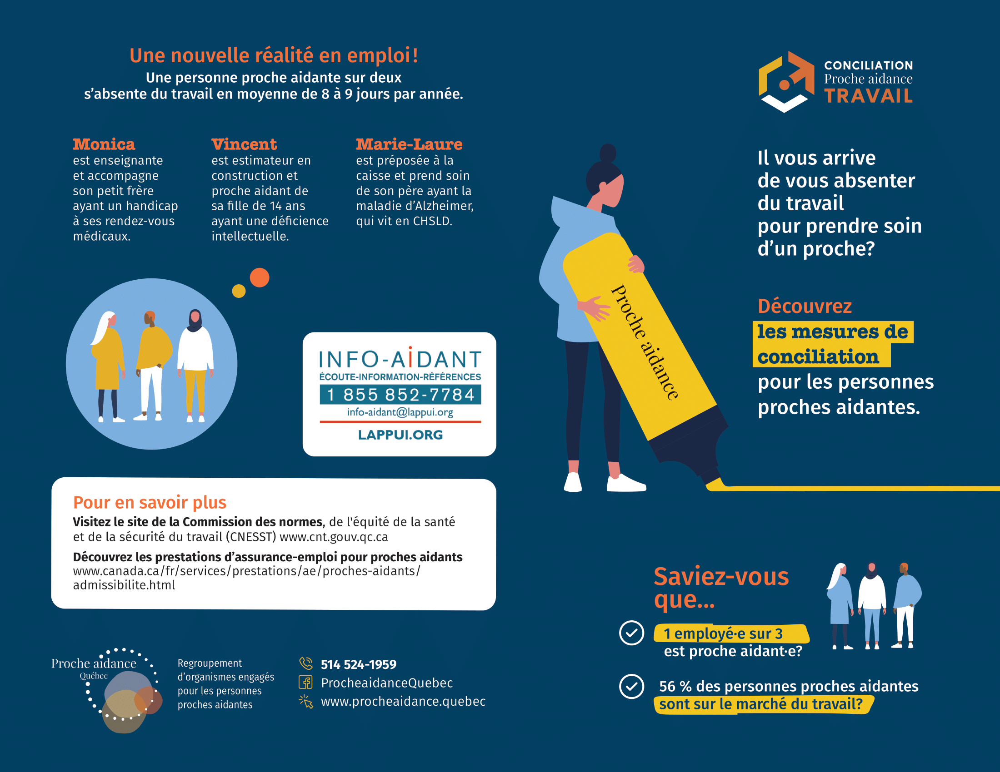 Une nouvelle réalité en emploi!
Une personne proche aidante sur deux
s’absente du travail en moyenne de 8 à 9 jours par année.
Monica
est enseignante
et accompagne
son petit frère
ayant un handicap
à ses rendez-vous
médicaux.
Vincent
est estimateur en
construction et
proche aidant de
sa fille de 14 ans
ayant une déficience
intellectuelle.
Marie-Laure
est préposée à la
caisse et prend soin
de son père ayant la
maladie d’Alzheimer,
qui vit en CHSLD.
INFO-AiDANT
ÉCOUTE-INFORMATION-RÉFÉRENCES
1 855 852-7784
info-aidant@lappui.org
LAPPUI.ORG
Pour en savoir plus
Visitez le site de la Commission des normes, de l'équité de la santé
et de la sécurité du travail (CNESST) www.cnt.gouv.qc.ca
Découvrez les prestations d’assurance-emploi pour proches aidants
www.canada.ca/fr/services/prestations/ae/proches-aidants/
admissibilite.html
Proche aidance
Québec
Regroupement
d’organismes engagés
pour les personnes
proches aidantes
514 524-1959
ProcheaidanceQuebec
www.procheaidance.quebec
CONCILIATION
Proche aidance
TRAVAIL
Il vous arrive
de vous absenter
du travail
pour prendre soin
d’un proche?
Proche aidance
Découvrez
les mesures de
conciliation
pour les personnes
proches aidantes.
Saviez-vous
que...
1 employé·e sur 3
est proche aidant·e?
56 % des personnes proches aidantes
sont sur le marché du travail?